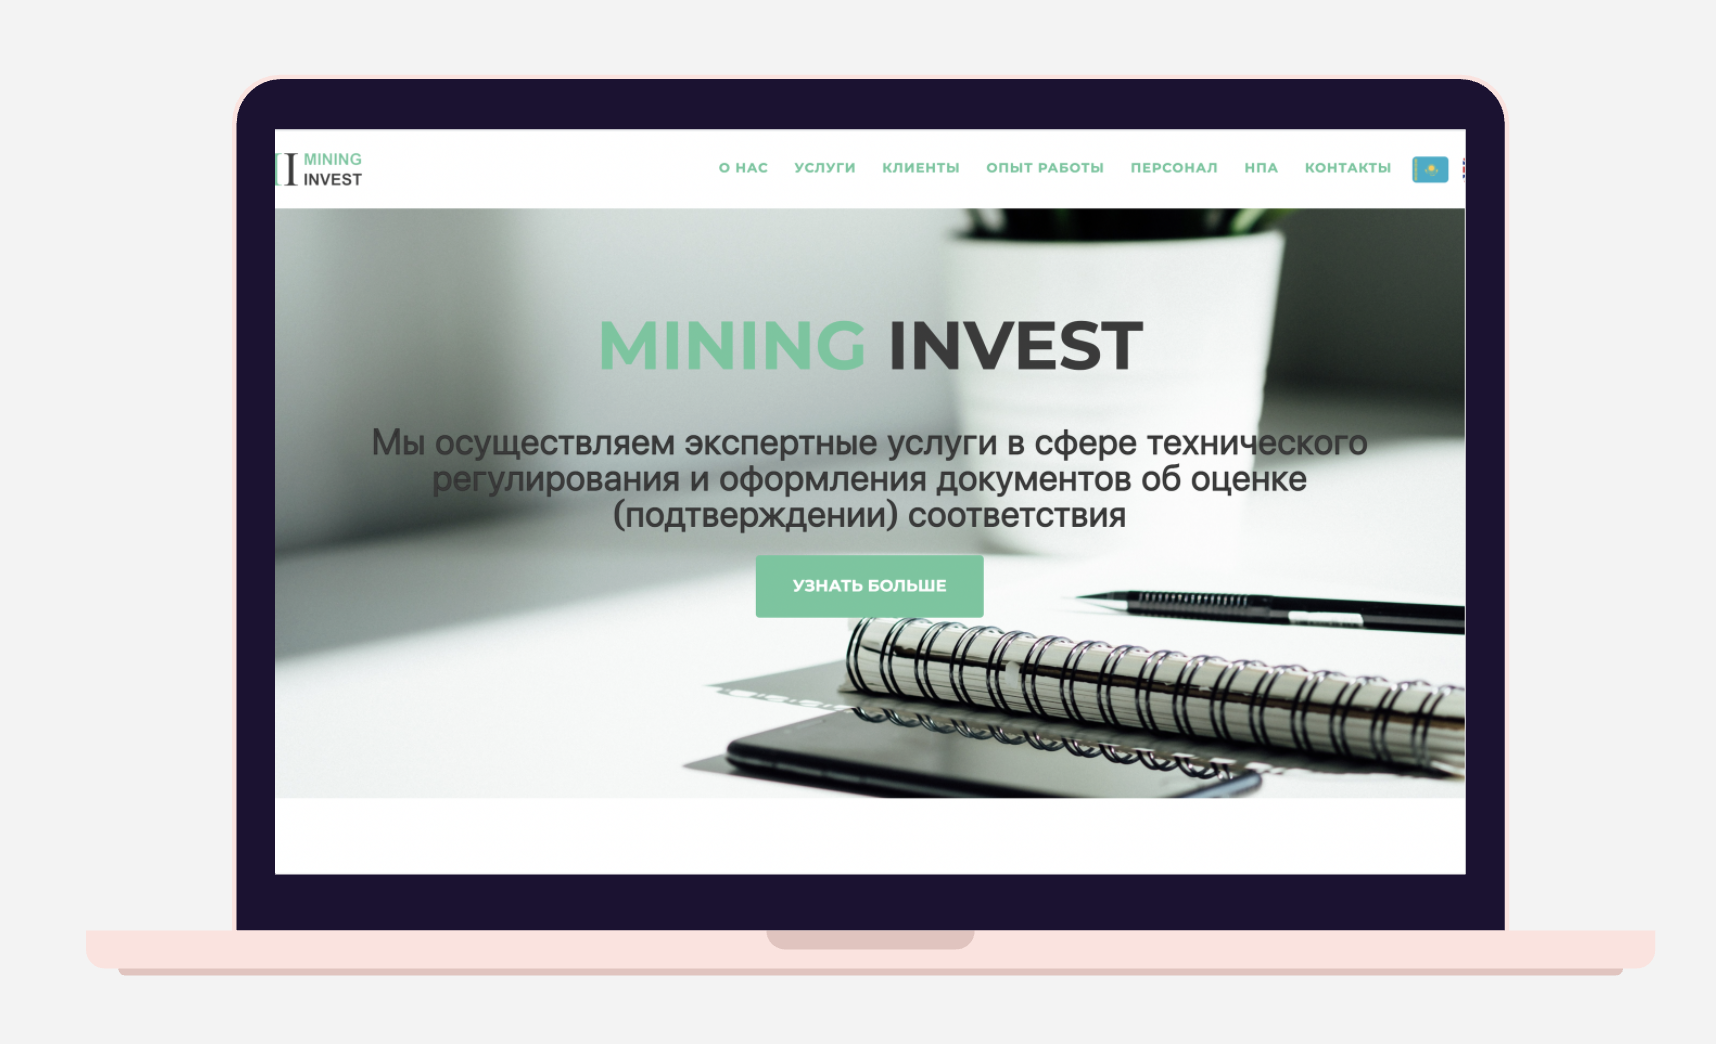 MINING
INVEST
О НАС УСЛУГИ КЛИЕНТЫ ОПЫТ РАБОТЫ ПЕРСОНАЛ НПА КОНТАКТЫ
MINING INVEST
Мы осуществляем экспертные услуги в сфере технического
регулирования и оформления документов об оценке
(подтверждении) соответствия
УЗНАТЬ БОЛЬШЕ